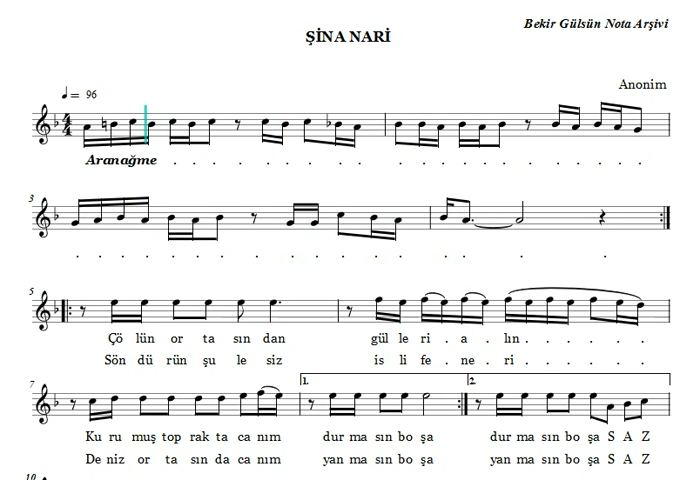 Bekir Gülsün Nota Arşivi
ŞİNA NARİ
= 96
Anonim
4
4
Aranağme . . . . . . . . . . . . . .
3
. . . . . . . . . . . . . . . .
5
Çö lün or ta sın dan gül le ri . a . lın . . . . .
Sön dü rün şu le siz is li fe . ne . ri . . . . .
7
1.
2.
Ku ru muş top rak ta ca nım dur ma sın bo şa dur ma sın bo şa S A Z
De niz or ta sın da ca nım yan ma sın bo şa yan ma sın bo şa S A Z
10